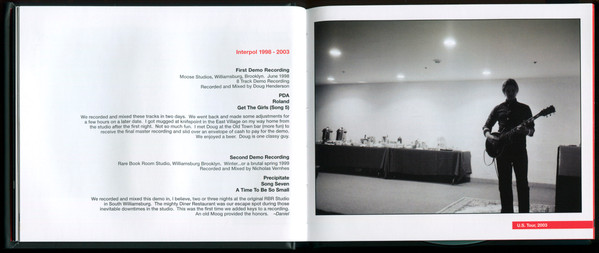 Interpol 1998 - 2003
First Demo Recording
Moose Studios, Williamsburg, Brooklyn. June 1998
8 Track Demo Recording
Recorded and Mixed by Doug Henderson
PDA
Roland
Get The Girls (Song 5)
We recorded and mixed these tracks in two days. We went back and made some adjustments for
a few hours on a later date. I got mugged at knifepoint in the East Village on my way home from
the studio after the first night. Not so much fun. I met Doug at the Old Town bar (more fun) to
receive the final master recording and slid over an envelope of cash to pay for the demo.
We enjoyed a beer. Doug is one classy guy.
Second Demo Recording
Rare Book Room Studio, Williamsburg Brooklyn. Winter...or a brutal spring 1999
Recorded and Mixed by Nicholas Vernhes
Precipitate
Song Seven
A Time To Be So Small
We recorded and mixed this demo in, I believe, two or three nights at the original RBR Studio
in South Williamsburg. The mighty Diner Restaurant was our escape spot during those
inevitable downtimes in the studio. This was the first time we added keys to a recording.
An old Moog provided the honors. -Daniel
U.S. Tour, 2003